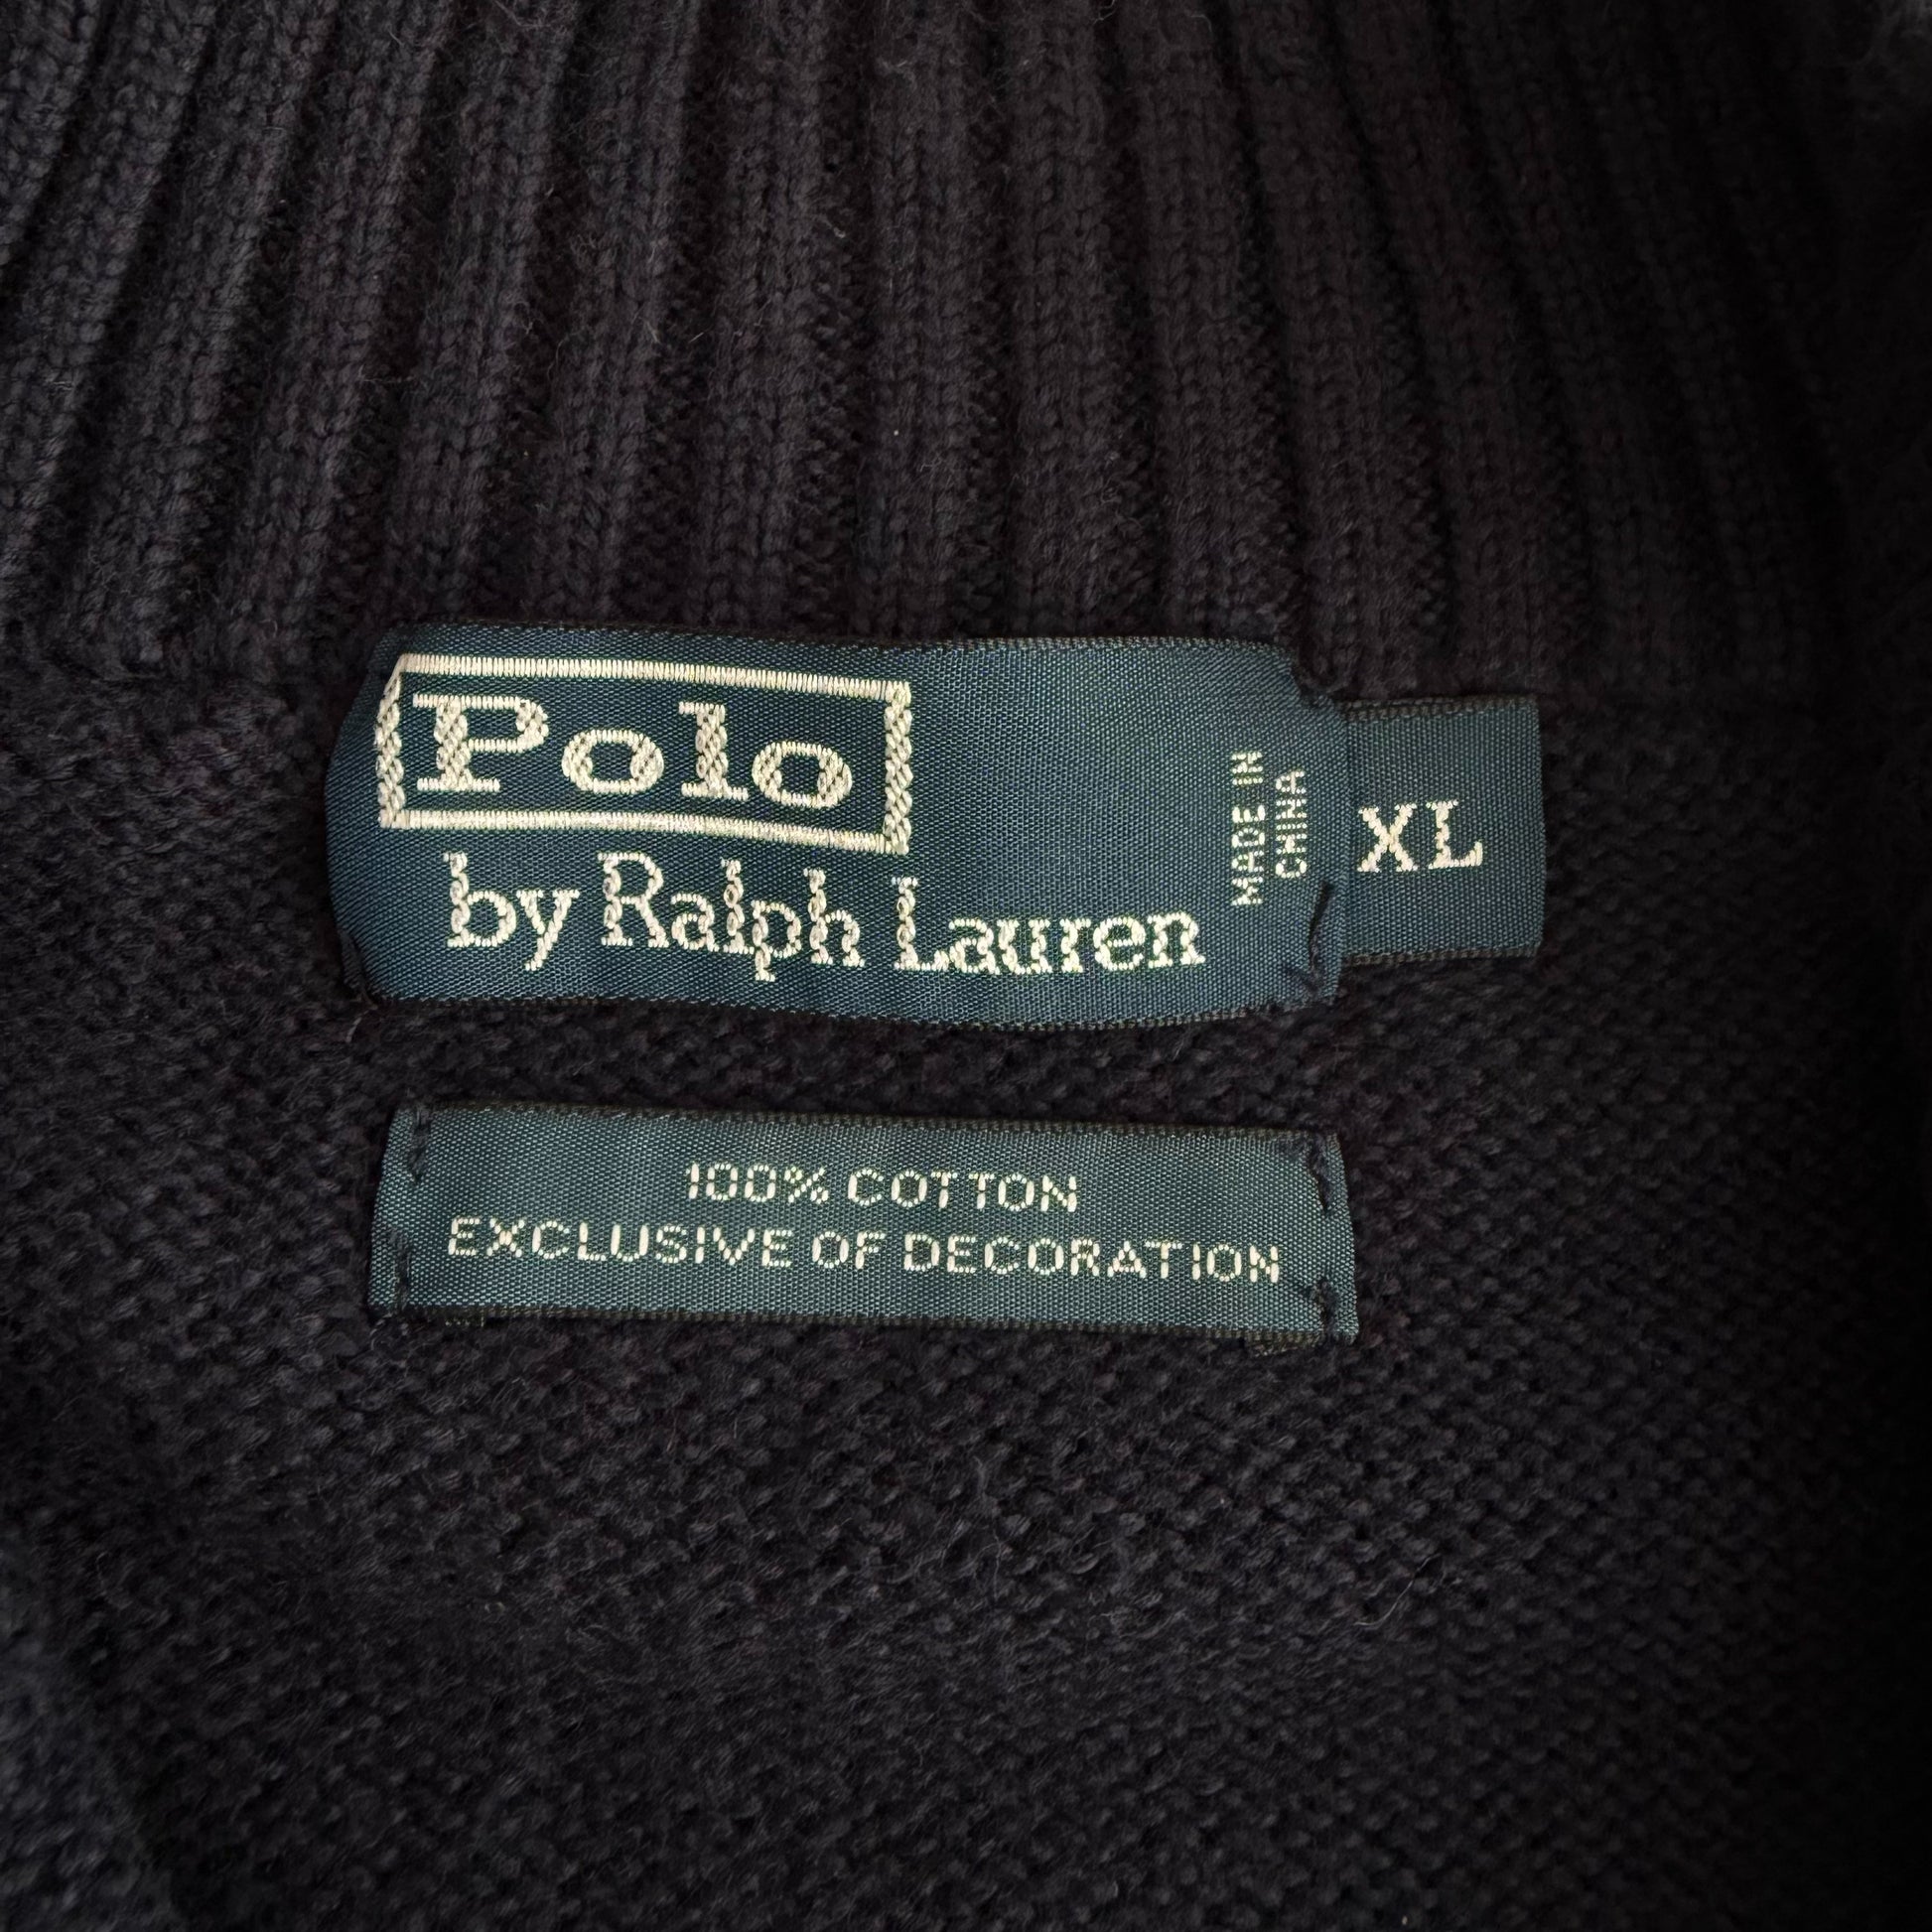 Polo
by Ralph Lauren
MADE IN
CHINA
XL
100% COTTON
EXCLUSIVE OF DECORATION